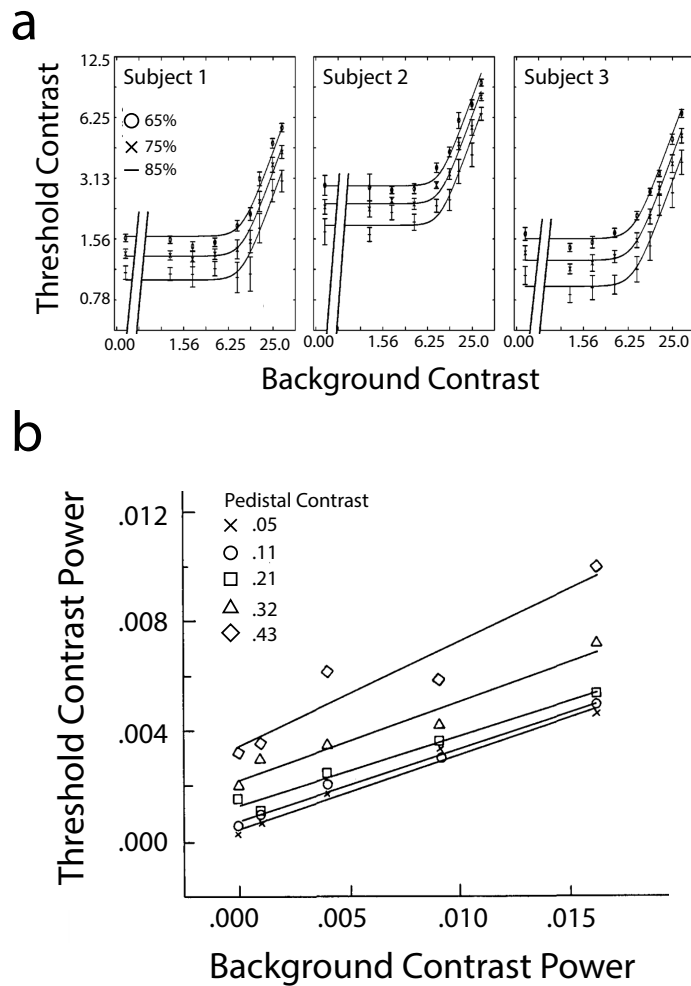 a
Threshold Contrast
12.5
6.25
3.13
1.56
0.78
Subject 1
65%
75%
85%
Subject 2
Subject 3
0.00 1.56 6.25 25.0
0.00 1.56 6.25 25.0
0.00 1.56 6.25 25.0
Background Contrast
b
Threshold Contrast Power
.012
.008
.004
.000
Pedistal Contrast
.05
.11
.21
.32
.43
.000 .005 .010 .015
Background Contrast Power